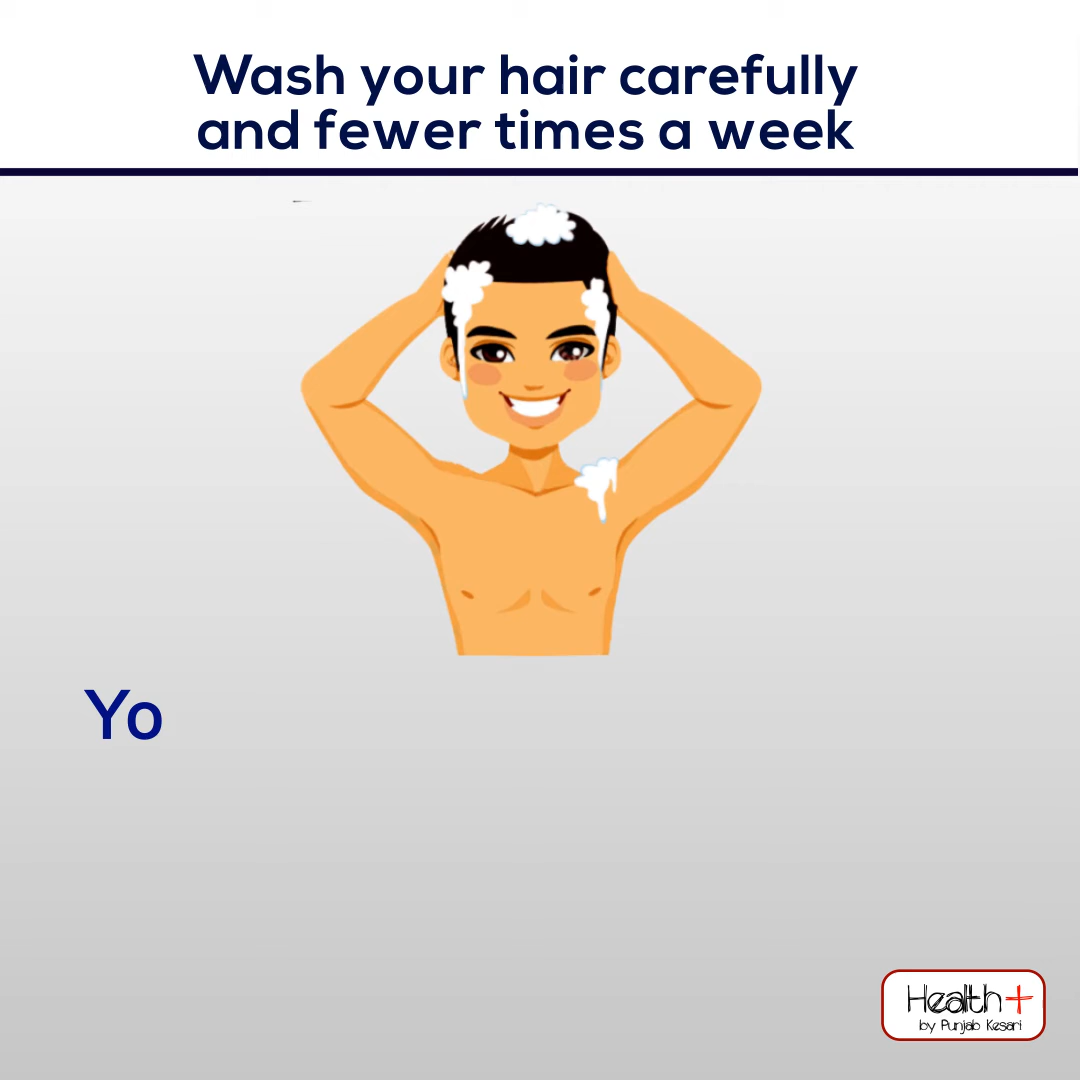 Wash your hair carefully
and fewer times a week
Yo
Health+
by Punjab Kesari